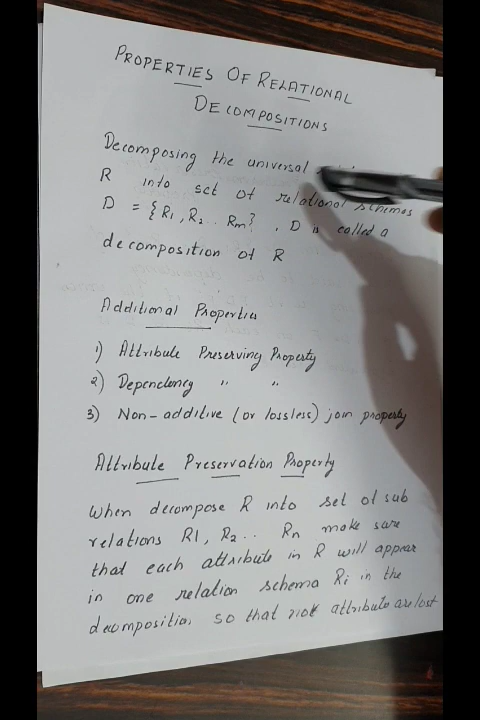 PROPERTIES OF RELATIONAL
DECOMPOSITIONS
Decomposing the universal
R into set of relational schemas
D = {R1, R2 .. Rm} , D is called a
decomposition of R
Additional Properties
1) Attribute Preserving Property
2) Dependency " "
3) Non-additive (or lossless) join property
Attribute Preservation Property
When decompose R into set of sub
relations R1, R2 .. Rn make sure
that each attribute in R will appear
in one relation schema Ri in the
decomposition so that not attribute are lost